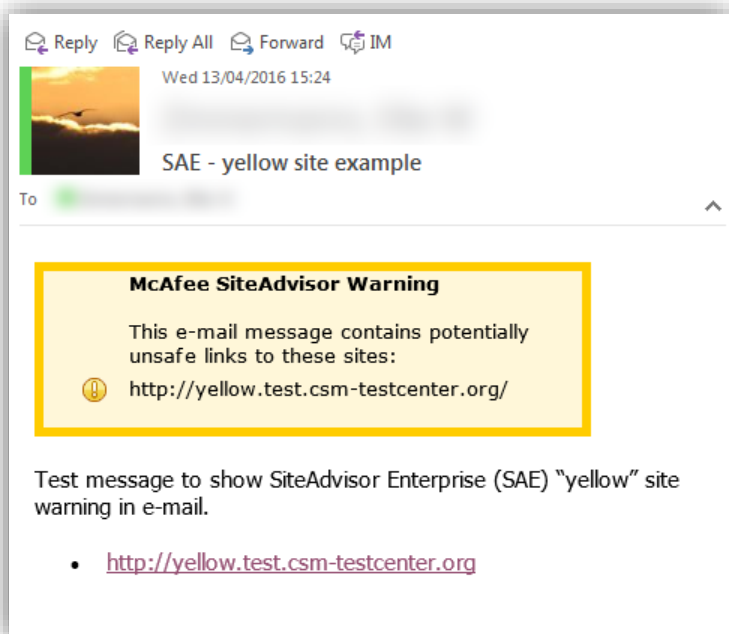 Reply Reply All Forward IM
Wed 13/04/2016 15:24
SAE - yellow site example
To
McAfee SiteAdvisor Warning
This e-mail message contains potentially
unsafe links to these sites:
http://yellow.test.csm-testcenter.org/
Test message to show SiteAdvisor Enterprise (SAE) “yellow” site
warning in e-mail.
• http://yellow.test.csm-testcenter.org